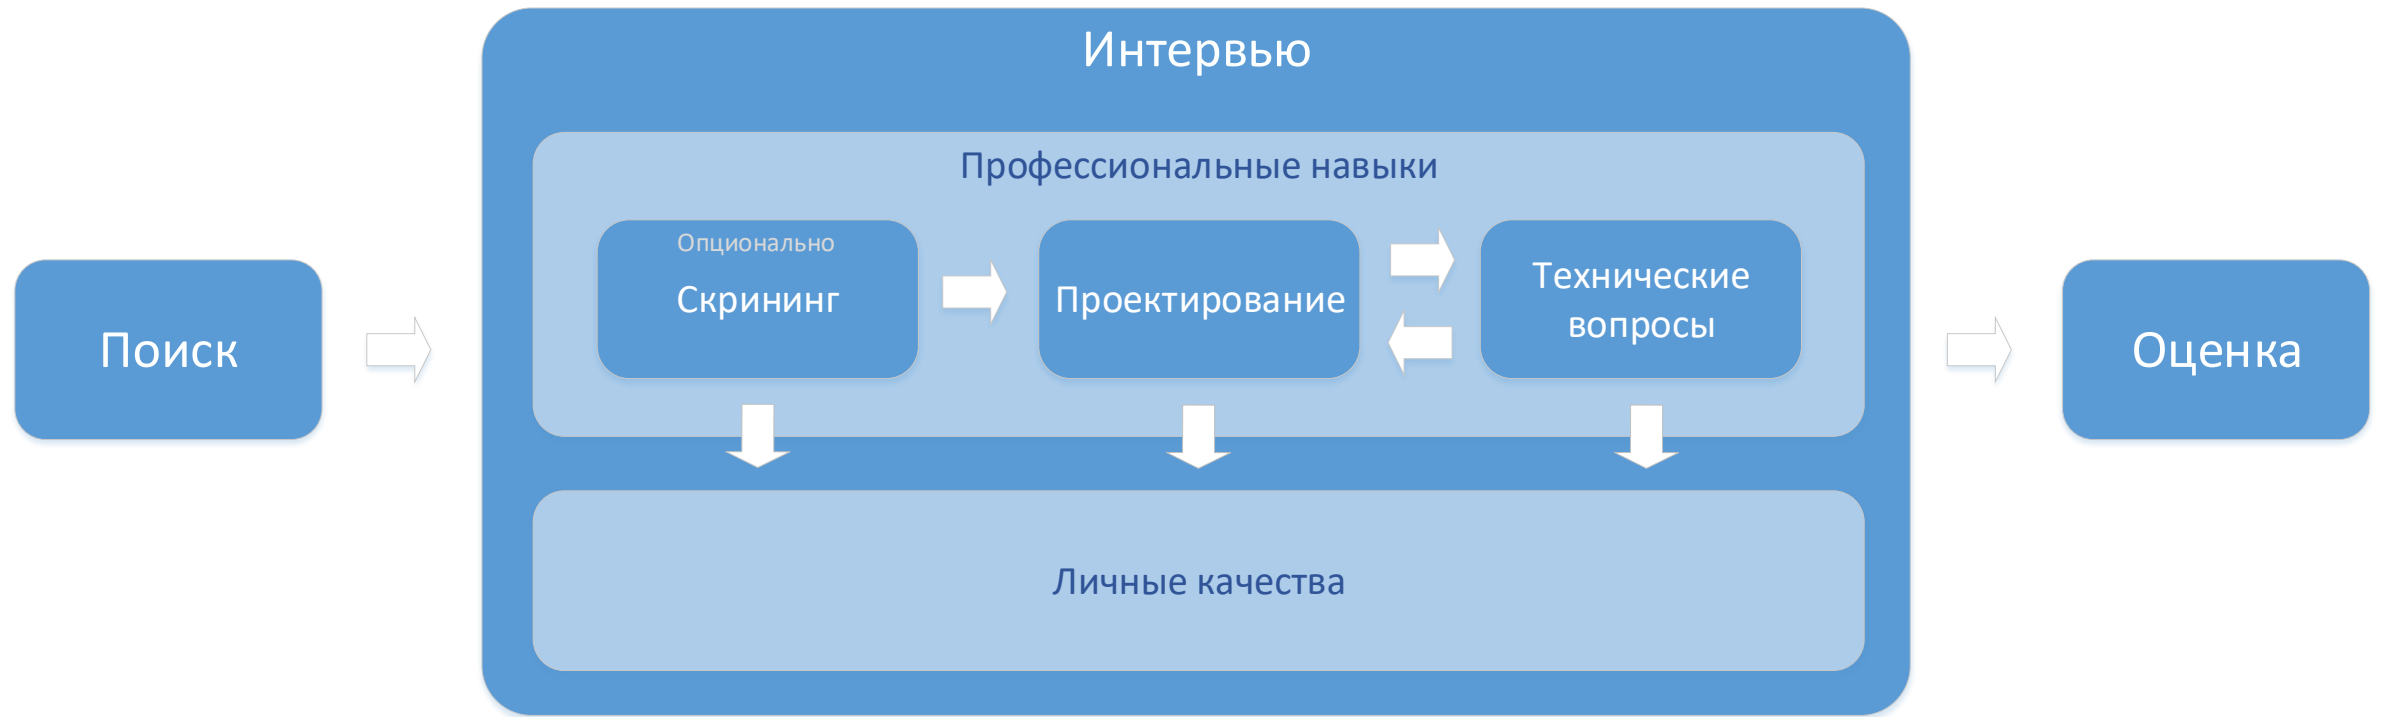 Интервью
Профессиональные навыки
Поиск
Опционально
Скрининг
Проектирование
Технические
вопросы
Оценка
Личные качества